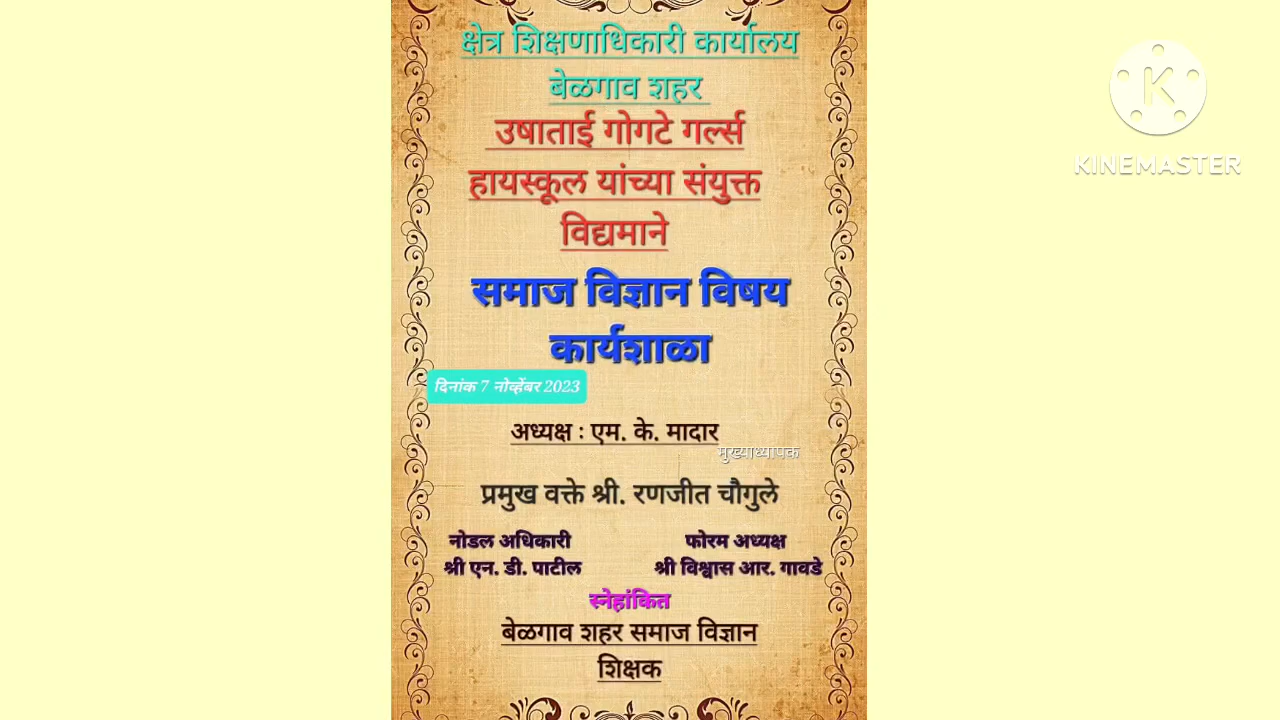 क्षेत्र शिक्षणाधिकारी कार्यालय
बेळगाव शहर
उषाताई गोगटे गर्ल्स
हायस्कूल यांच्या संयुक्त
विद्यमाने
समाज विज्ञान विषय
कार्यशाळा
दिनांक 7 नोव्हेंबर 2023
अध्यक्ष : एम. के. मादार
मुख्याध्यापक
प्रमुख वक्ते श्री. रणजीत चौगुले
नोडल अधिकारी
श्री एन. डी. पाटील
फोरम अध्यक्ष
श्री विश्वास आर. गावडे
स्नेहांकित
बेळगाव शहर समाज विज्ञान
शिक्षक
K
KINEMASTER